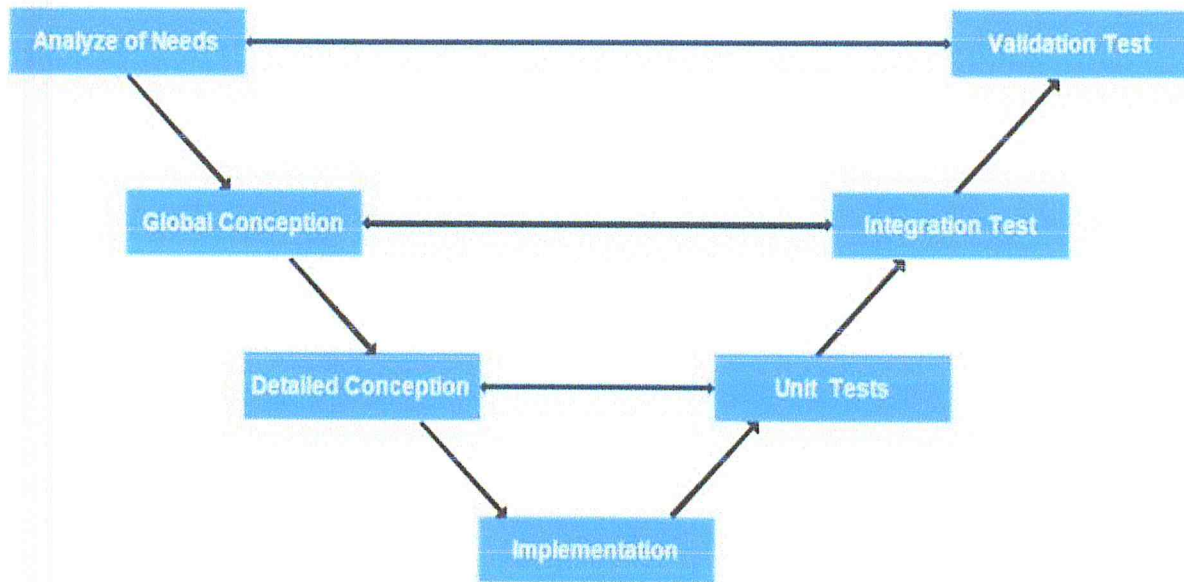 Analyze of Needs
Validation Test
Global Conception
Integration Test
Detailed Conception
Unit Tests
Implementation